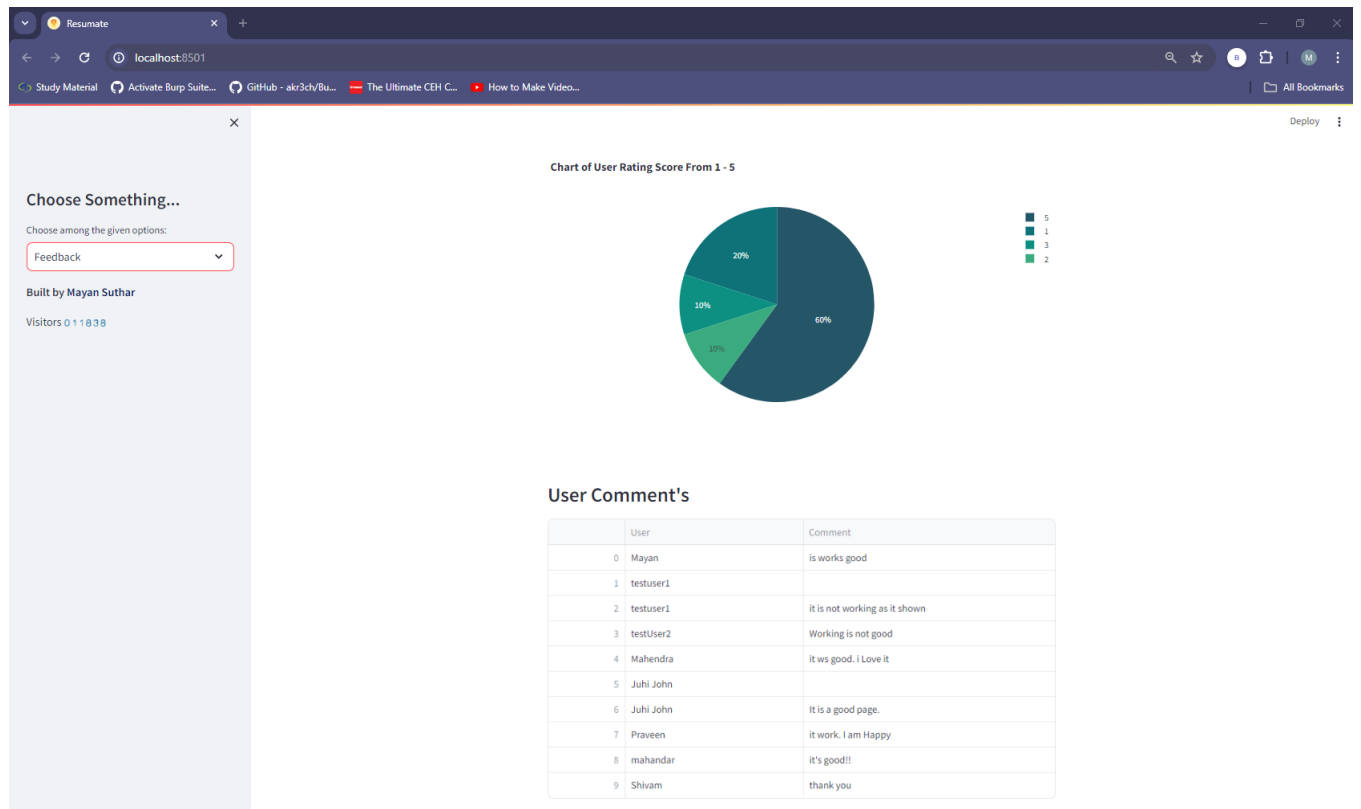 Resumate
localhost:8501
Study Material Activate Burp Suite... GitHub - akr3ch/Bu... The Ultimate CEH C... How to Make Video... All Bookmarks
Deploy
Choose Something...
Choose among the given options:
Feedback
Built by Mayan Suthar
Visitors 011838
Chart of User Rating Score From 1 - 5
20%
10%
10%
60%
5
1
3
2
User Comment's
User Comment
0 Mayan is works good
1 testuser1
2 testuser1 it is not working as it shown
3 testUser2 Working is not good
4 Mahendra it ws good. i Love it
5 Juhi John
6 Juhi John It is a good page.
7 Praveen it work. I am Happy
8 mahandar it's good!!
9 Shivam thank you